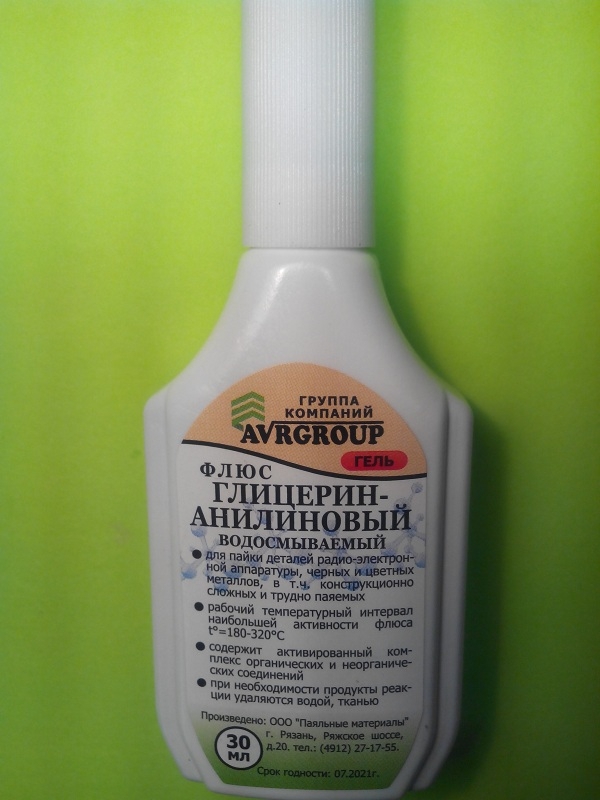 ГРУППА
КОМПАНИЙ
AVRGROUP
ГЕЛЬ
ФЛЮС
ГЛИЦЕРИН-
АНИЛИНОВЫЙ
ВОДОСМЫВАЕМЫЙ
● для пайки деталей радио-электрон-
ной аппаратуры, черных и цветных
металлов, в т.ч. конструкционно
сложных и трудно паяемых
● рабочий температурный интервал
наибольшей активности флюса
t°=180-320°C
● содержит активированный ком-
плекс органических и неорганиче-
ских соединений
● при необходимости продукты реак-
ции удаляются водой, тканью
Произведено: ООО "Паяльные материалы"
г. Рязань, Ряжское шоссе,
д.20. тел.: (4912) 27-17-55.
30
МЛ
Срок годности: 07.2021г.